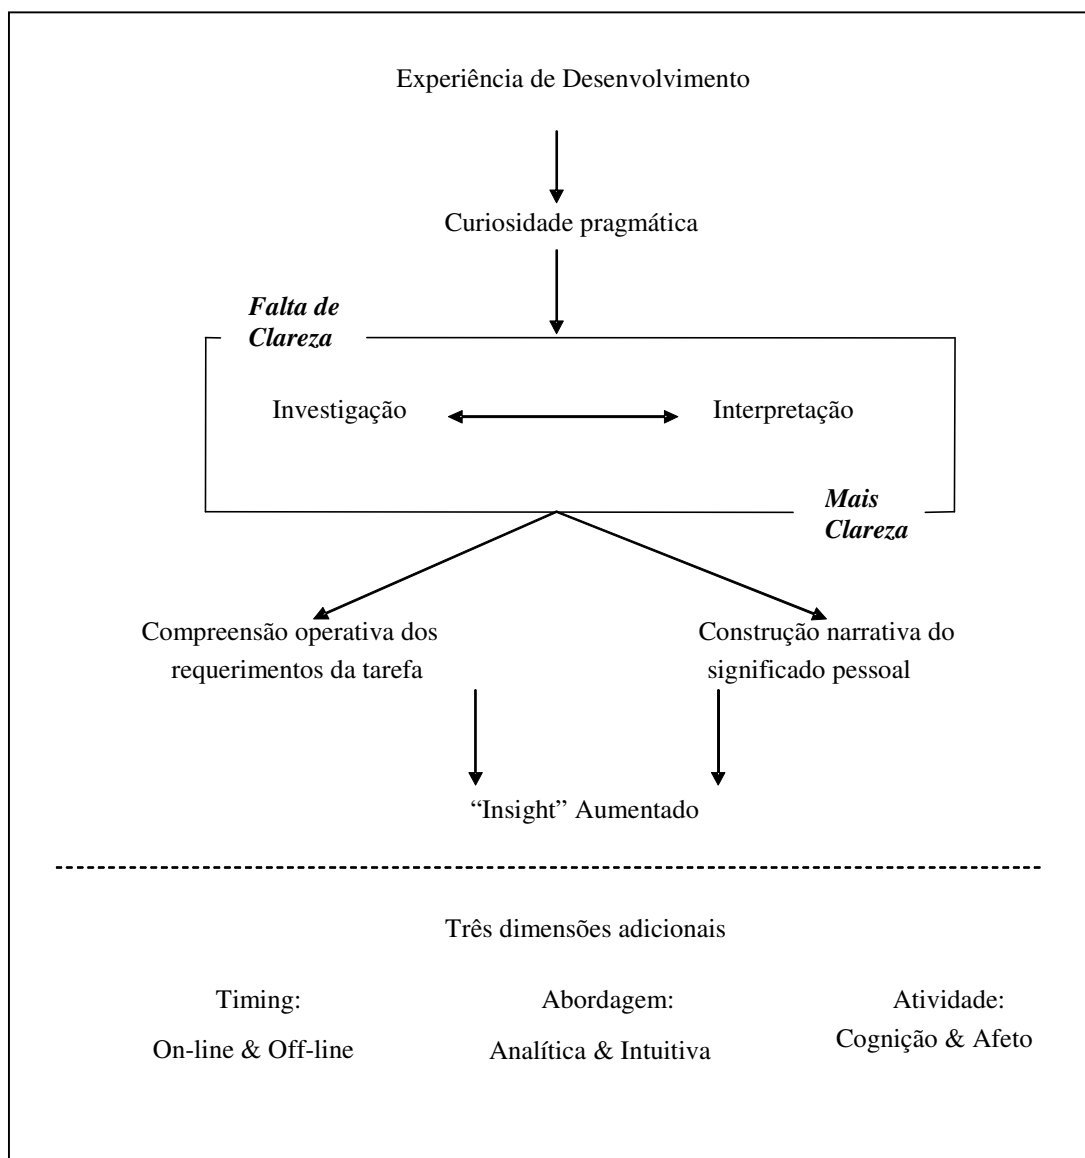 Experiência de Desenvolvimento
Curiosidade pragmática
Falta de
Clareza
Investigação
Interpretação
Mais
Clareza
Compreensão operativa dos
requerimentos da tarefa
Construção narrativa do
significado pessoal
“Insight” Aumentado
Três dimensões adicionais
Timing:
On-line & Off-line
Abordagem:
Analítica & Intuitiva
Atividade:
Cognição & Afeto